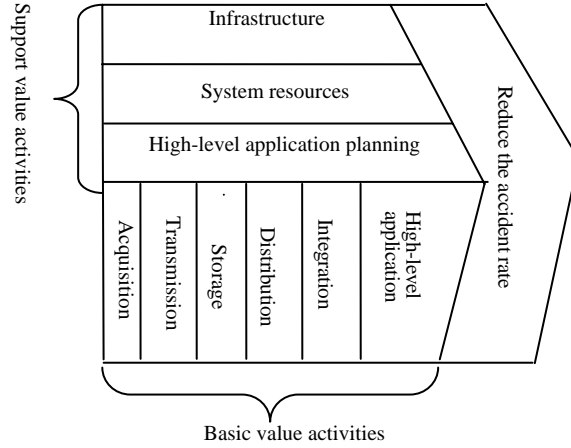 Support value activities
Infrastructure
System resources
High-level application planning
Acquisition
Transmission
Storage
Distribution
Integration
High-level
application
Reduce the accident rate
Basic value activities